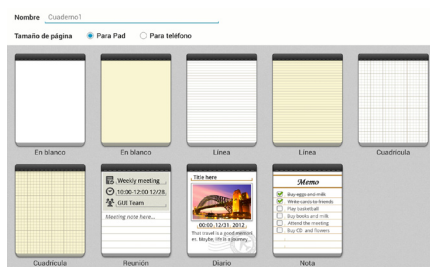 Nombre Cuaderno1
Tamaño de página Para Pad Para teléfono
En blanco En blanco Línea Línea Cuadrícula
Weekly meeting
10:00-12:00 12/28,
GUI Team
Meeting note here...
Title here
00:00, 12/31, 2012
That travel is a good memori
er. Maybe, life is a journey.
Memo
Buy eggs and milk
Write cards to friends
Play basketball
Buy books and milk
Attend the meeting
Buy CD and flowers
Cuadrícula Reunión Diario Nota